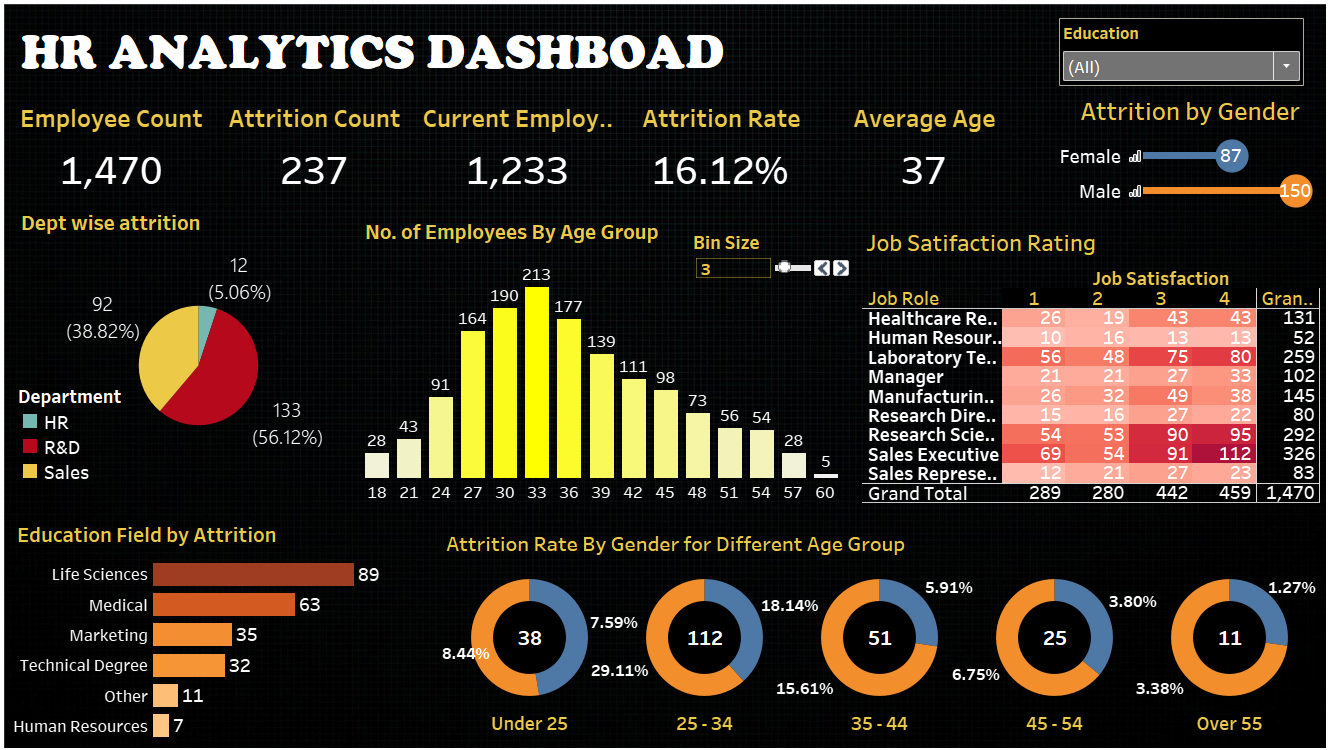 HR ANALYTICS DASHBOAD
Education
(All)
Employee Count
1,470
Attrition Count
237
Current Employ..
1,233
Attrition Rate
16.12%
Average Age
37
Attrition by Gender
Female 87
Male 150
Dept wise attrition
12
(5.06%)
92
(38.82%)
133
(56.12%)
Department
HR
R&D
Sales
No. of Employees By Age Group
Bin Size
3
28 43 91 164 190 213 177 139 111 98 73 56 54 28 5
18 21 24 27 30 33 36 39 42 45 48 51 54 57 60
Job Satifaction Rating
Job Satisfaction
Job Role 1 2 3 4 Gran..
Healthcare Re.. 26 19 43 43 131
Human Resour.. 10 16 13 13 52
Laboratory Te.. 56 48 75 80 259
Manager 21 21 27 33 102
Manufacturin.. 26 32 49 38 145
Research Dire.. 15 16 27 22 80
Research Scie.. 54 53 90 95 292
Sales Executive 69 54 91 112 326
Sales Represe.. 12 21 27 23 83
Grand Total 289 280 442 459 1,470
Education Field by Attrition
Life Sciences 89
Medical 63
Marketing 35
Technical Degree 32
Other 11
Human Resources 7
Attrition Rate By Gender for Different Age Group
38
7.59%
8.44%
Under 25
112
18.14%
29.11%
25 - 34
51
5.91%
15.61%
35 - 44
25
3.80%
6.75%
45 - 54
11
1.27%
3.38%
Over 55